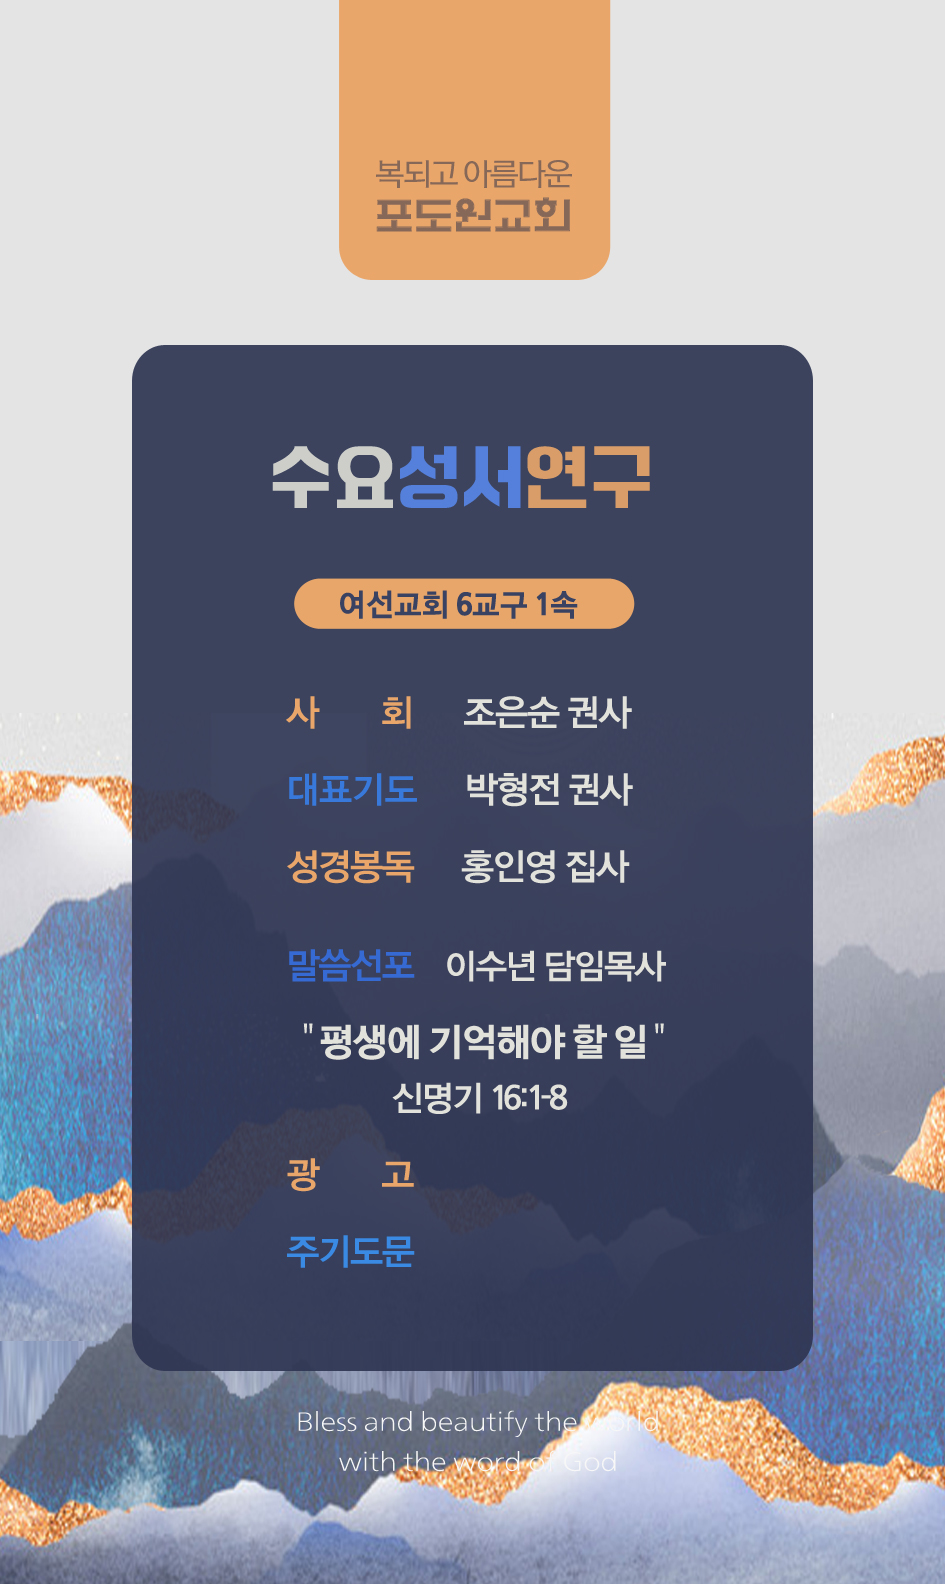 복되고 아름다운
포도원교회
수요성서연구
여선교회 6교구 1속
사 회 조은순 권사
대표기도 박형전 권사
성경봉독 홍인영 집사
말씀선포 이수년 담임목사
" 평생에 기억해야 할 일 "
신명기 16:1-8
광 고
주기도문
Bless and beautify the world
with the word of God